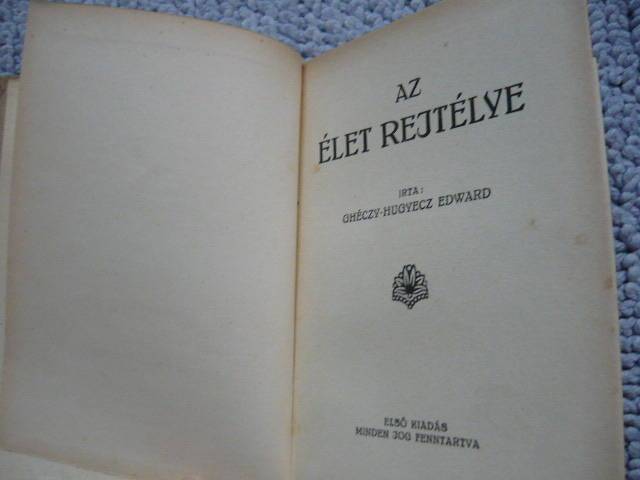 AZ
ÉLET REJTÉLYE
IRTA:
GHÉCZY-HUGYECZ EDWARD
ELSŐ KIADÁS
MINDEN JOG FENNTARTVA